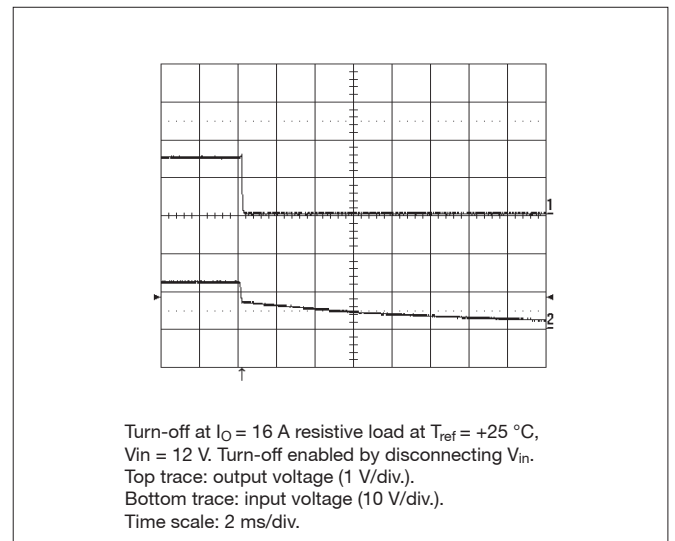 1
2
Turn-off at IO = 16 A resistive load at Tref = +25 °C,
Vin = 12 V. Turn-off enabled by disconnecting Vin.
Top trace: output voltage (1 V/div.).
Bottom trace: input voltage (10 V/div.).
Time scale: 2 ms/div.